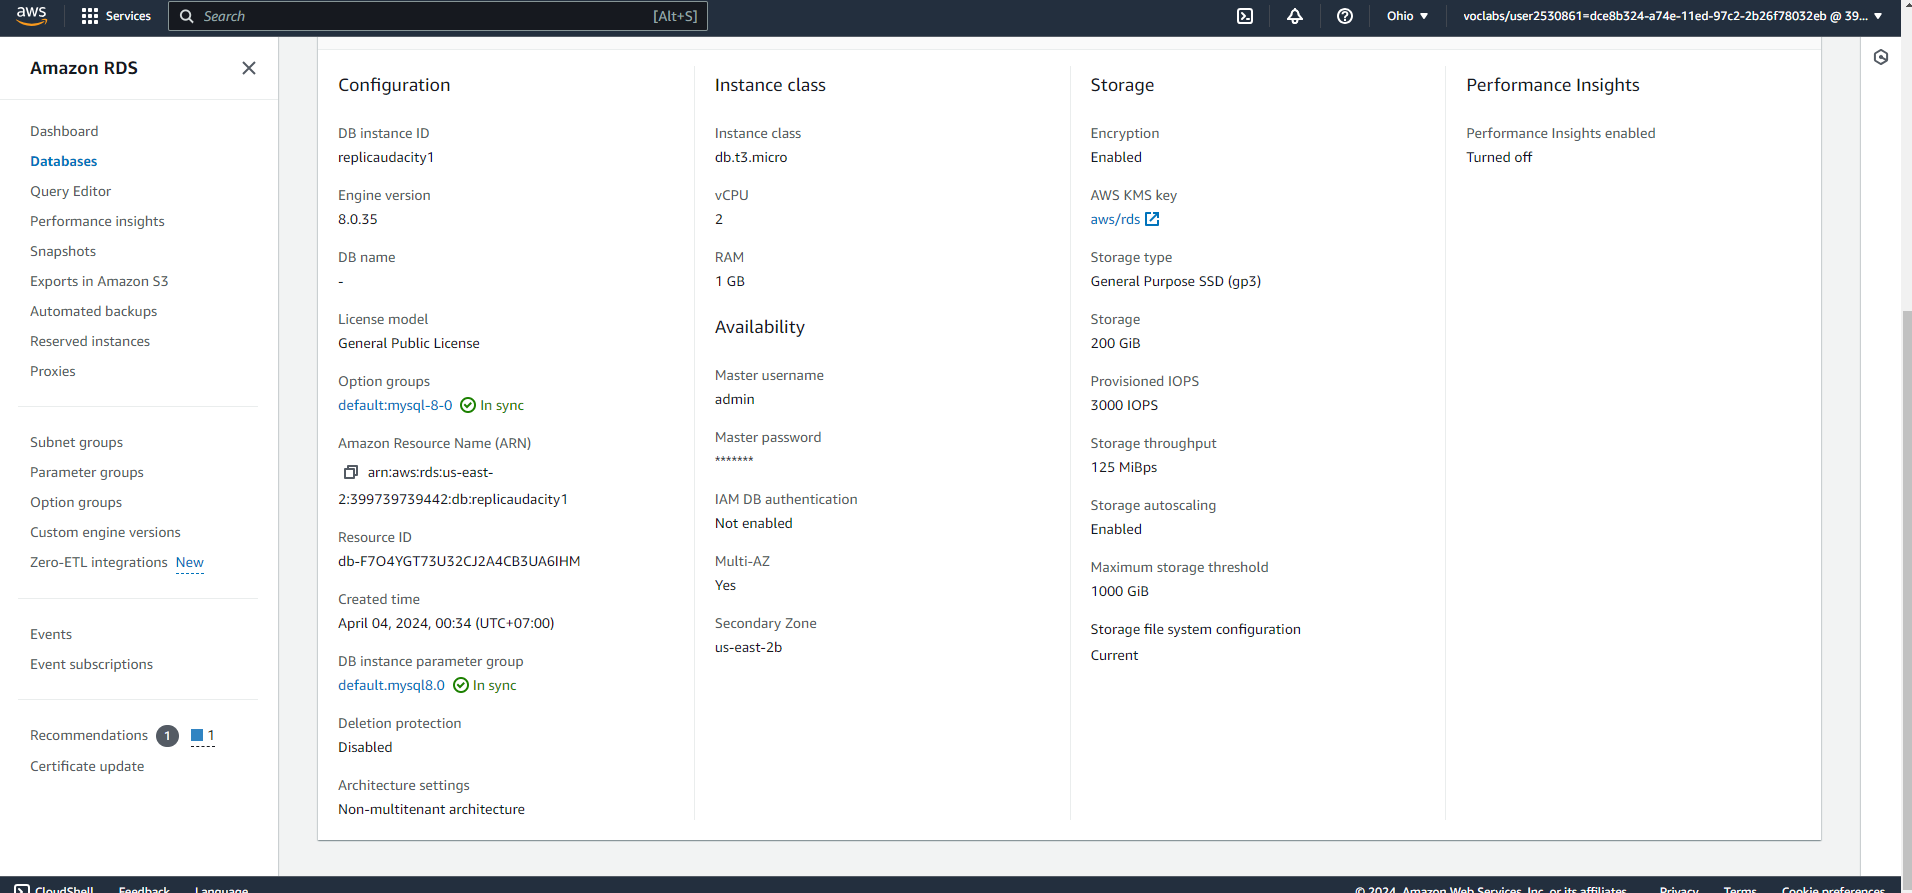 aws
Services
Search
[Alt+S]
Ohio
voclabs/user2530861=dce8b324-a74e-11ed-97c2-2b26f78032eb @ 39...
Amazon RDS
Dashboard
Databases
Query Editor
Performance insights
Snapshots
Exports in Amazon S3
Automated backups
Reserved instances
Proxies
Subnet groups
Parameter groups
Option groups
Custom engine versions
Zero-ETL integrations New
Events
Event subscriptions
Recommendations 1 1
Certificate update
Configuration
DB instance ID
replicaudacity1
Engine version
8.0.35
DB name
-
License model
General Public License
Option groups
default:mysql-8-0 In sync
Amazon Resource Name (ARN)
arn:aws:rds:us-east-
2:399739739442:db:replicaudacity1
Resource ID
db-F7O4YGT73U32CJ2A4CB3UA6IHM
Created time
April 04, 2024, 00:34 (UTC+07:00)
DB instance parameter group
default.mysql8.0 In sync
Deletion protection
Disabled
Architecture settings
Non-multitenant architecture
Instance class
Instance class
db.t3.micro
vCPU
2
RAM
1 GB
Availability
Master username
admin
Master password
*******
IAM DB authentication
Not enabled
Multi-AZ
Yes
Secondary Zone
us-east-2b
Storage
Encryption
Enabled
AWS KMS key
aws/rds
Storage type
General Purpose SSD (gp3)
Storage
200 GiB
Provisioned IOPS
3000 IOPS
Storage throughput
125 MiBps
Storage autoscaling
Enabled
Maximum storage threshold
1000 GiB
Storage file system configuration
Current
Performance Insights
Performance Insights enabled
Turned off
CloudShell Feedback Language
© 2024, Amazon Web Services, Inc. or its affiliates. Privacy Terms Cookie preferences